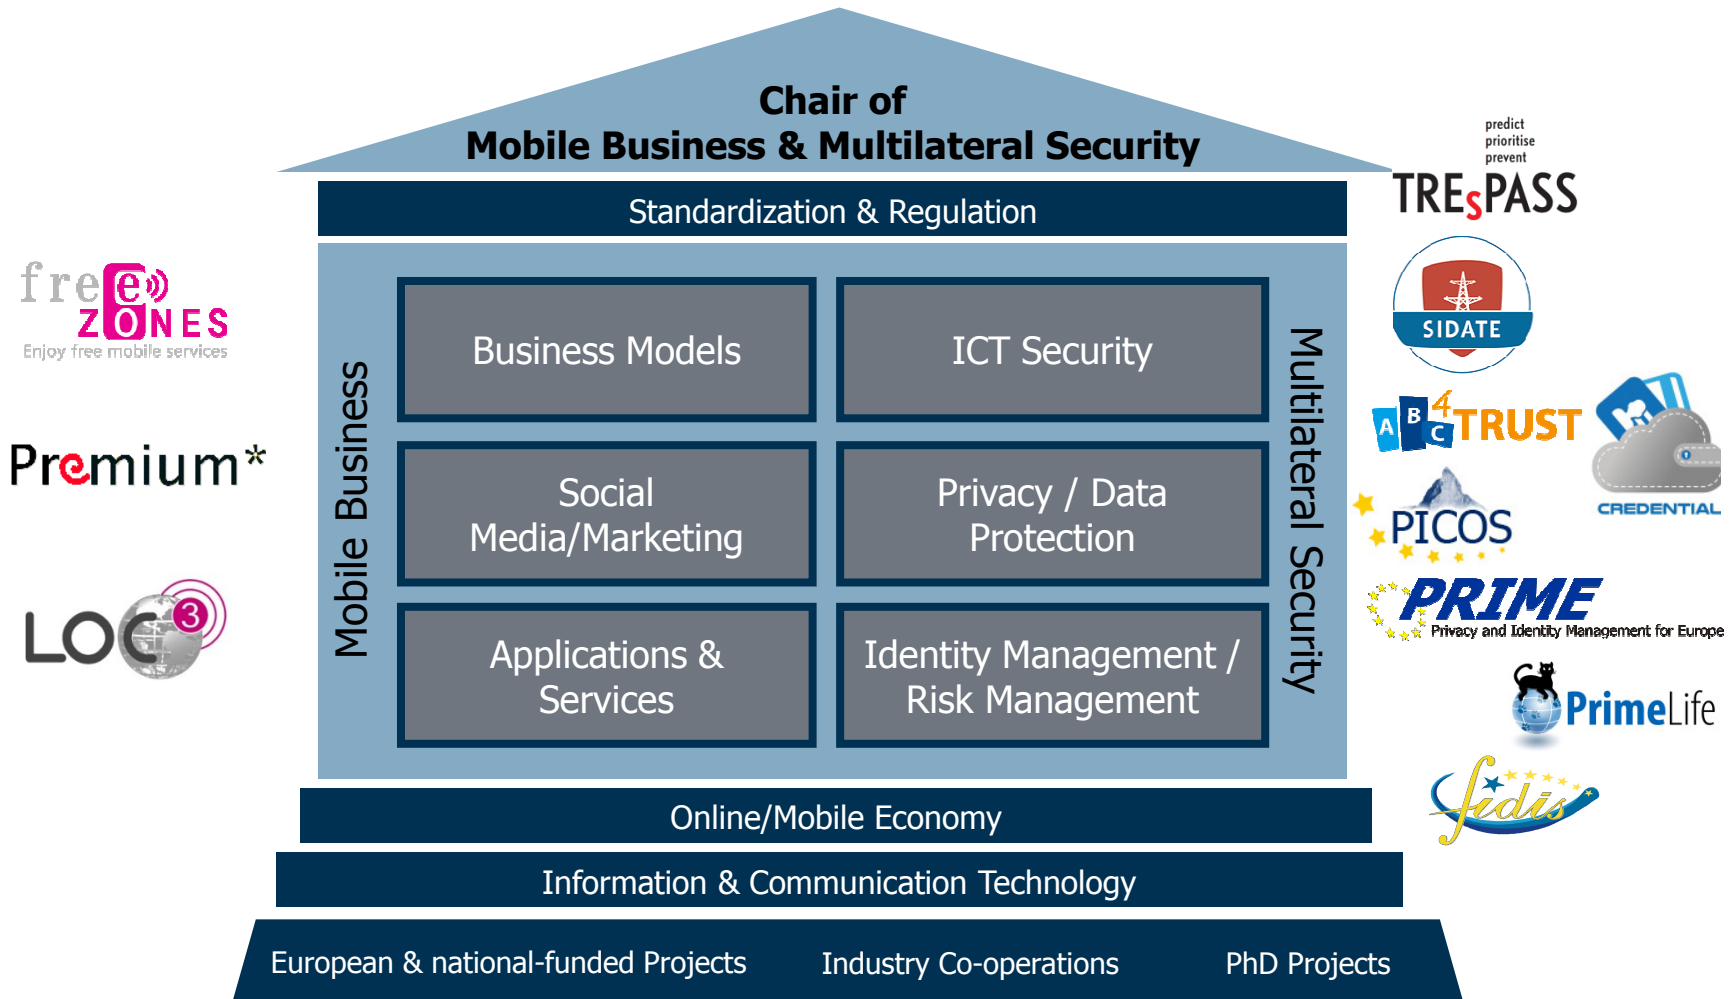 Chair of
Mobile Business & Multilateral Security
Standardization & Regulation
Mobile Business
Business Models
ICT Security
Social
Media/Marketing
Privacy / Data
Protection
Applications &
Services
Identity Management /
Risk Management
Multilateral Security
Online/Mobile Economy
Information & Communication Technology
European & national-funded Projects
Industry Co-operations
PhD Projects
free
ZONES
Enjoy free mobile services
Premium*
LOC3
predict
prioritise
prevent
TREsPASS
SIDATE
ABC4TRUST
CREDENTIAL
PICOS
PRIME
Privacy and Identity Management for Europe
PrimeLife
fidis